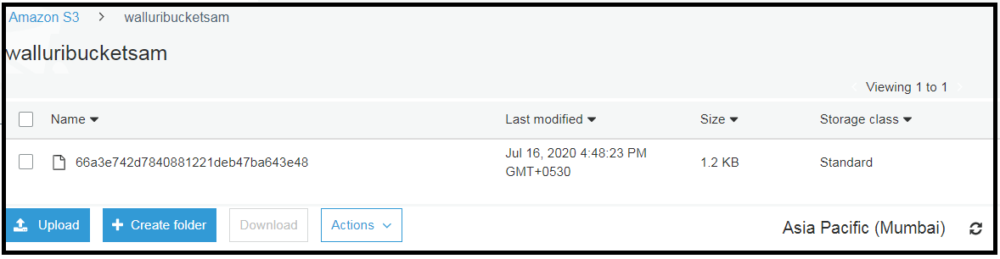 Amazon S3 > walluribucketsam
walluribucketsam
Viewing 1 to 1
Name Last modified Size Storage class
66a3e742d7840881221deb47ba643e48 Jul 16, 2020 4:48:23 PM GMT+0530 1.2 KB Standard
Upload + Create folder Download Actions Asia Pacific (Mumbai)